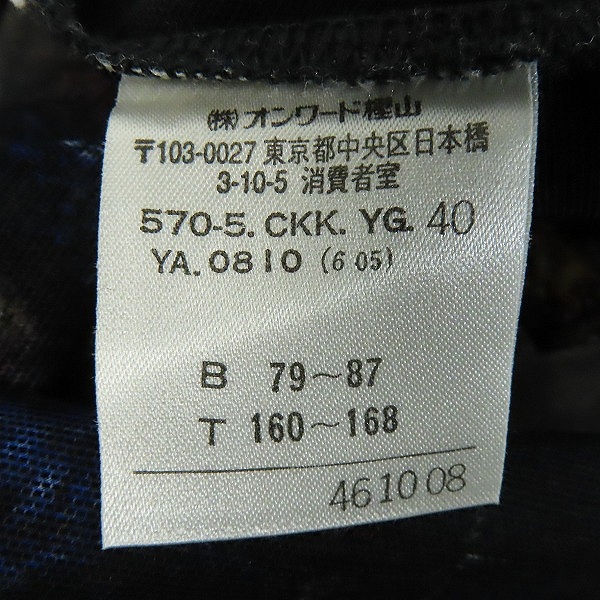 (株)オンワード樫山
〒103-0027 東京都中央区日本橋
3-10-5 消費者室
570-5. CKK. YG. 40
YA. 0810 (6 05)
B 79～87
T 160～168
461008